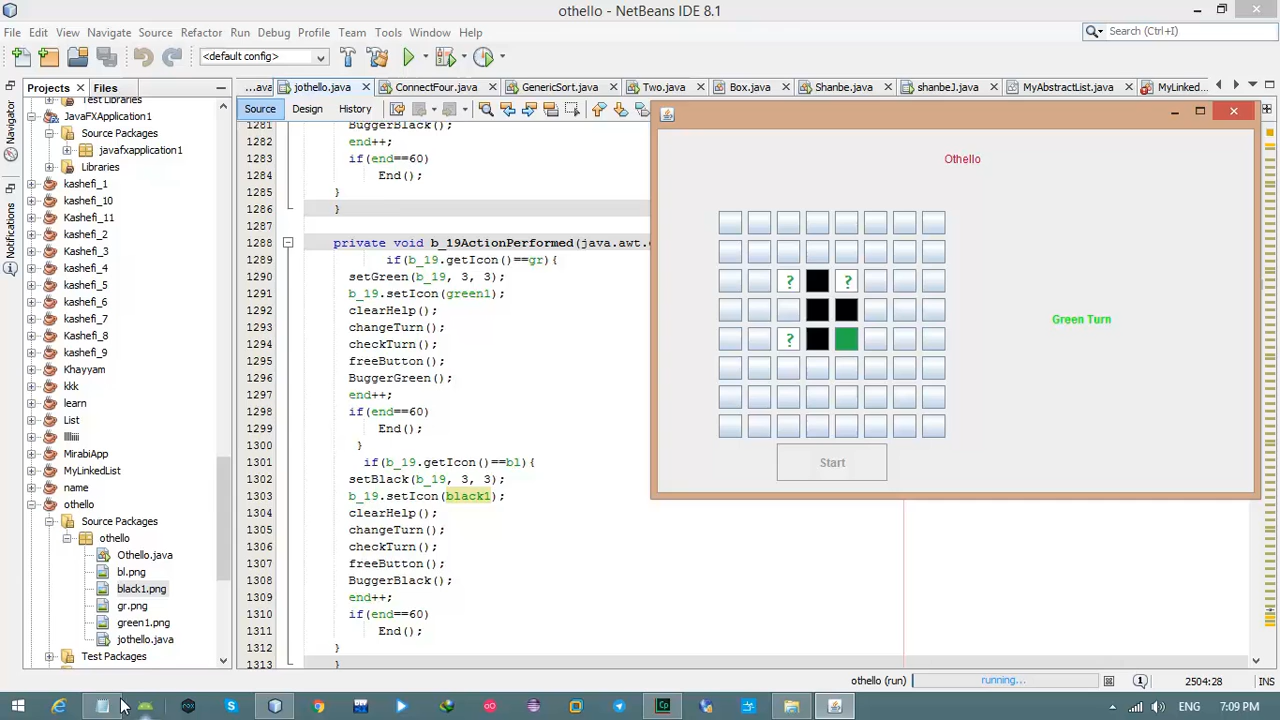 othello - NetBeans IDE 8.1
File Edit View Navigate Source Refactor Run Debug Profile Team Tools Window Help
Search (Ctrl+I)
<default config>
Projects Files
...ava jothello.java ConnectFour.java GenericSort.java Two.java Box.java Shanbe.java shanbeJ.java MyAbstractList.java MyLinked...
Source Design History
Navigator
Notifications
Test Libraries
JavaFXApplication1
Source Packages
javafxapplication1
Libraries
kashefi_1
kashefi_10
Kashefi_11
kashefi_2
Kashefi_3
kashefi_4
kashefi_5
kashefi_6
kashefi_7
Kashefi_8
kashefi_9
Khayyam
kkk
learn
List
MirabiApp
MyLinkedList
name
othello
Source Packages
othello
Othello.java
bl.png
black1.png
gr.png
green1.png
jothello.java
Test Packages
1281 BuggerBlack();
1282 end++;
1283 if(end==60)
1284 End();
1285 }
1286 }
1287
1288 private void b_19ActionPerformed(java.awt.
1289 if(b_19.getIcon()==gr){
1290 setGreen(b_19, 3, 3);
1291 b_19.setIcon(green1);
1292 clearHelp();
1293 changeTurn();
1294 checkTurn();
1295 freeButton();
1296 BuggerGreen();
1297 end++;
1298 if(end==60)
1299 End();
1300 }
1301 if(b_19.getIcon()==bl){
1302 setBlack(b_19, 3, 3);
1303 b_19.setIcon(black1);
1304 clearHelp();
1305 changeTurn();
1306 checkTurn();
1307 freeButton();
1308 BuggerBlack();
1309 end++;
1310 if(end==60)
1311 End();
1312 }
1313 }
Othello
? ?
?
Green Turn
Start
othello (run) running... 2504:28 INS
ENG 7:09 PM